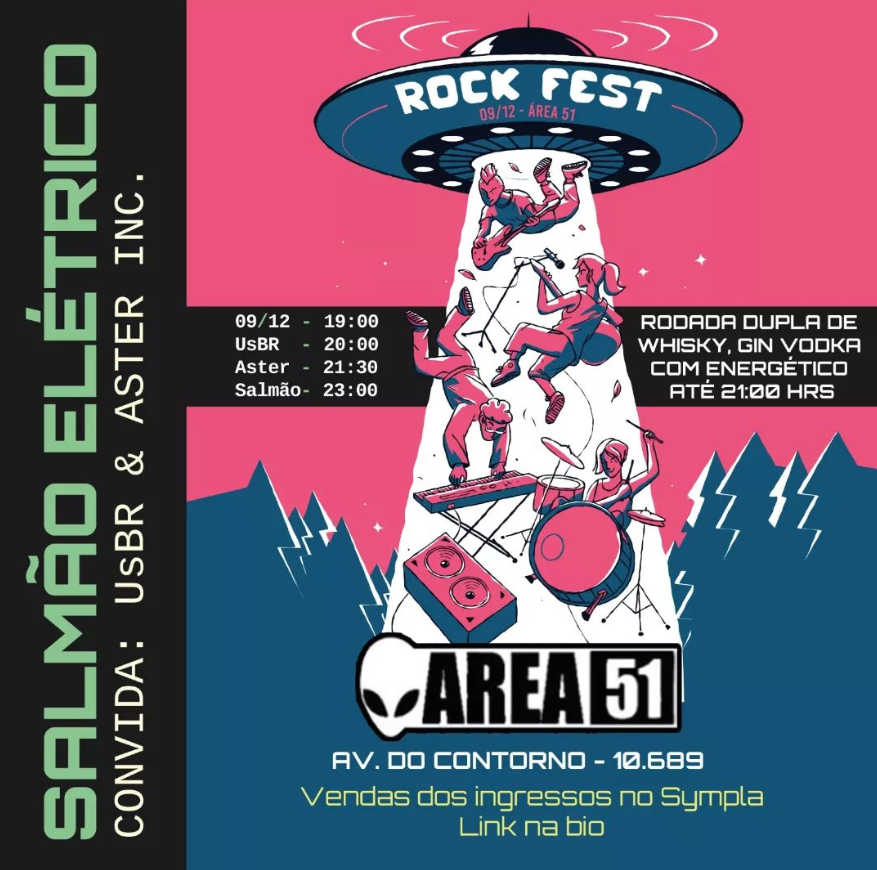 SALMÃO ELÉTRICO
CONVIDA: UsBR & ASTER INC.
ROCK FEST
09/12 - ÁREA 51
09/12 - 19:00
UsBR - 20:00
Aster - 21:30
Salmão- 23:00
RODADA DUPLA DE
WHISKY, GIN VODKA
COM ENERGÉTICO
ATÉ 21:00 HRS
AREA 51
AV. DO CONTORNO - 10.689
Vendas dos ingressos no Sympla
Link na bio